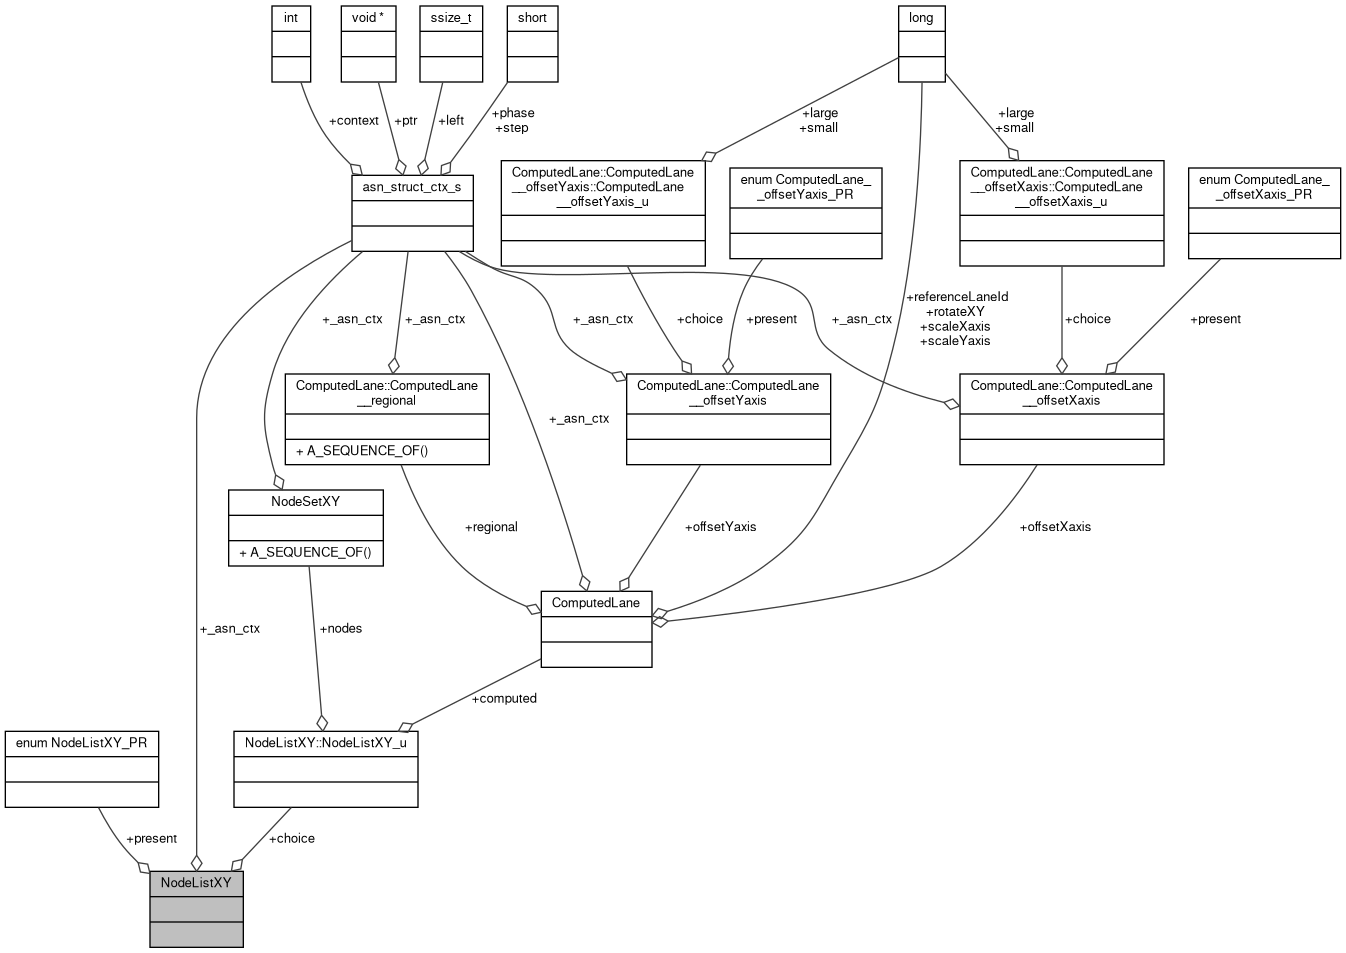 int
void *
ssize_t
short
long
+context
+ptr
+left
+phase
+step
+large
+small
+large
+small
asn_struct_ctx_s
ComputedLane::ComputedLane
__offsetYaxis::ComputedLane
__offsetYaxis_u
enum ComputedLane_
_offsetYaxis_PR
ComputedLane::ComputedLane
__offsetXaxis::ComputedLane
__offsetXaxis_u
enum ComputedLane_
_offsetXaxis_PR
+_asn_ctx
+_asn_ctx
+_asn_ctx
+choice
+present
+_asn_ctx
+referenceLaneId
+rotateXY
+scaleXaxis
+scaleYaxis
+choice
+present
ComputedLane::ComputedLane
__regional
+ A_SEQUENCE_OF()
ComputedLane::ComputedLane
__offsetYaxis
ComputedLane::ComputedLane
__offsetXaxis
+_asn_ctx
NodeSetXY
+ A_SEQUENCE_OF()
+regional
+offsetYaxis
+offsetXaxis
ComputedLane
+_asn_ctx
+nodes
+computed
enum NodeListXY_PR
NodeListXY::NodeListXY_u
+present
+choice
NodeListXY